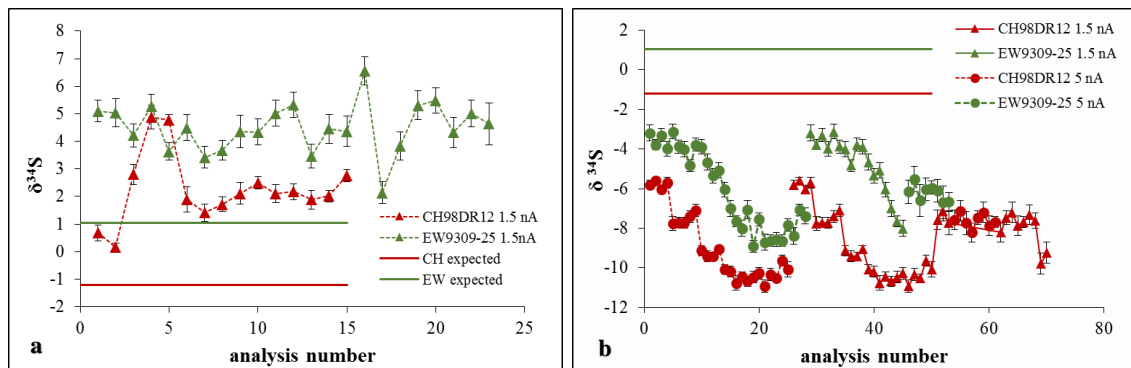 8
7
6
5
4
3
2
1
0
-1
-2
δ³⁴S
0 5 10 15 20 25
analysis number
a
CH98DR12 1.5 nA
EW9309-25 1.5nA
CH expected
EW expected
4
2
0
-2
-4
-6
-8
-10
-12
δ ³⁴S
0 20 40 60 80
analysis number
b
CH98DR12 1.5 nA
EW9309-25 1.5 nA
CH98DR12 5 nA
EW9309-25 5 nA